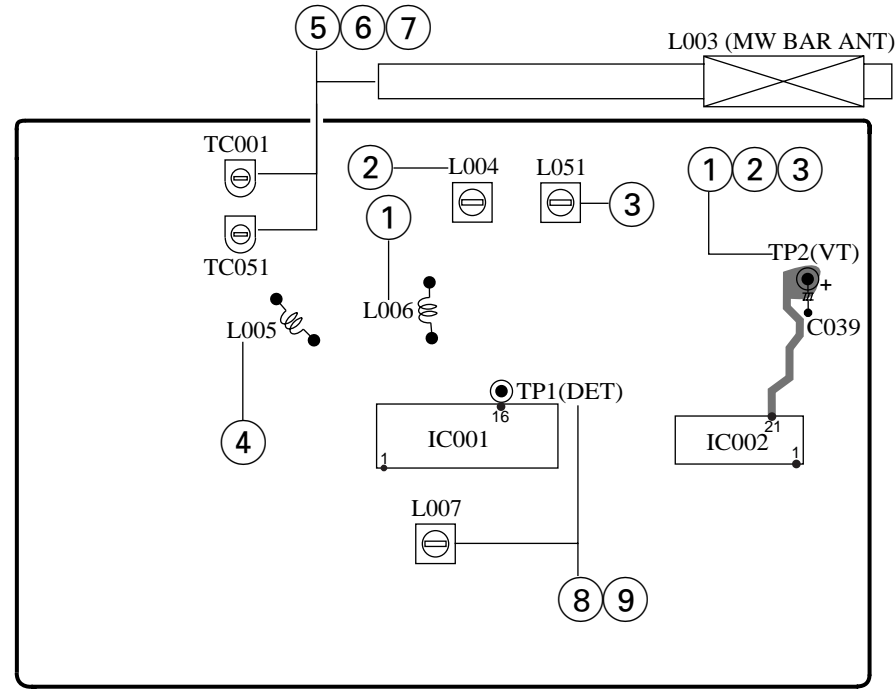 5 6 7
L003 (MW BAR ANT)
TC001
2 L004 L051
1 2 3
1
3
TC051
TP2(VT)
+
L006
L005
C039
TP1(DET)
16
21
4
IC001
IC002
1
1
L007
8 9